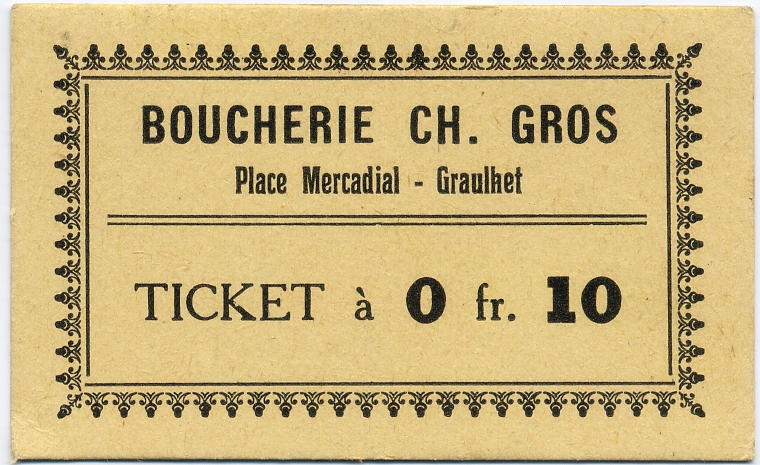 BOUCHERIE CH. GROS
Place Mercadial - Graulhet
TICKET à 0 fr. 10